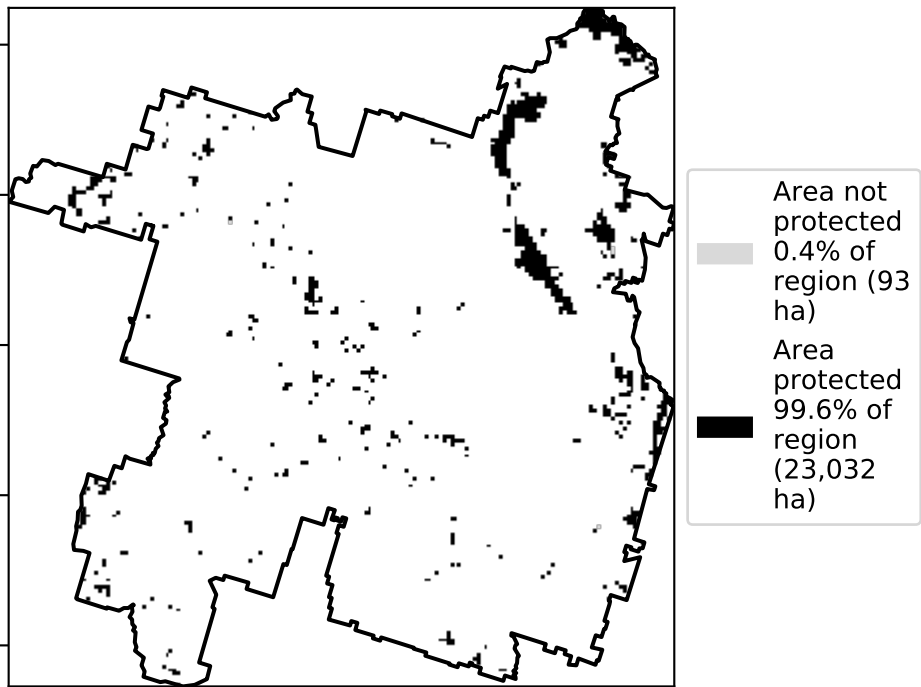 Area not
protected
0.4% of
region (93
ha)
Area
protected
99.6% of
region
(23,032
ha)